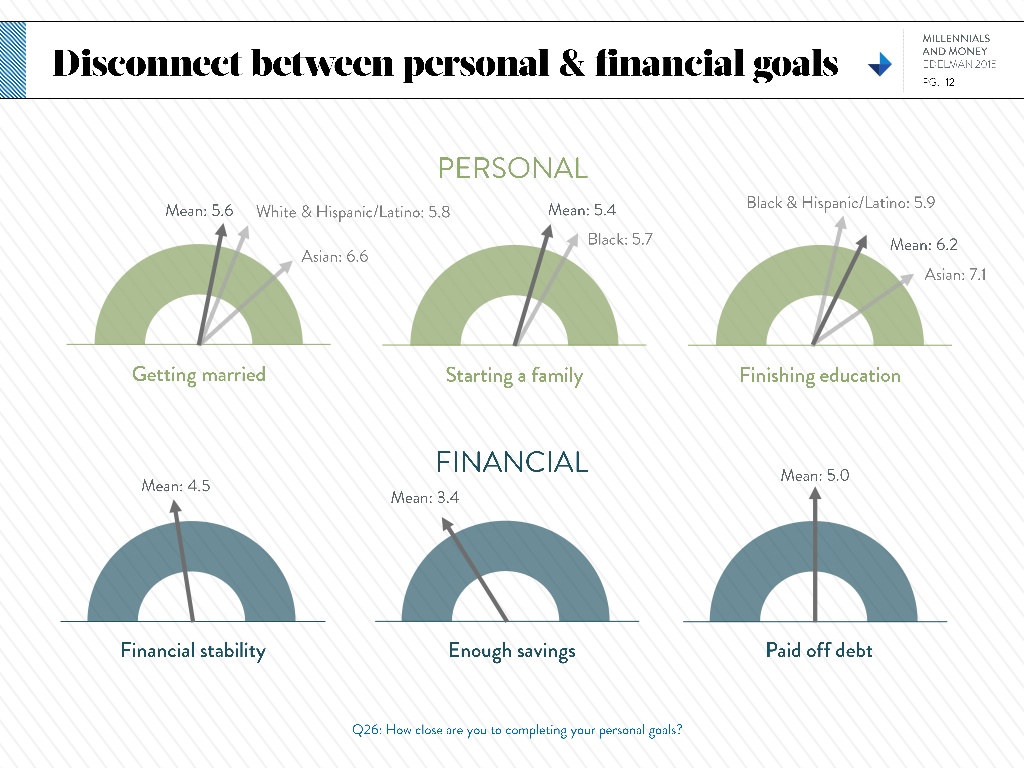 Disconnect between personal & financial goals
MILLENNIALS
AND MONEY
EDELMAN 2015
PG. 12
PERSONAL
Mean: 5.6
White & Hispanic/Latino: 5.8
Asian: 6.6
Getting married
Mean: 5.4
Black: 5.7
Starting a family
Black & Hispanic/Latino: 5.9
Mean: 6.2
Asian: 7.1
Finishing education
FINANCIAL
Mean: 4.5
Financial stability
Mean: 3.4
Enough savings
Mean: 5.0
Paid off debt
Q26: How close are you to completing your personal goals?